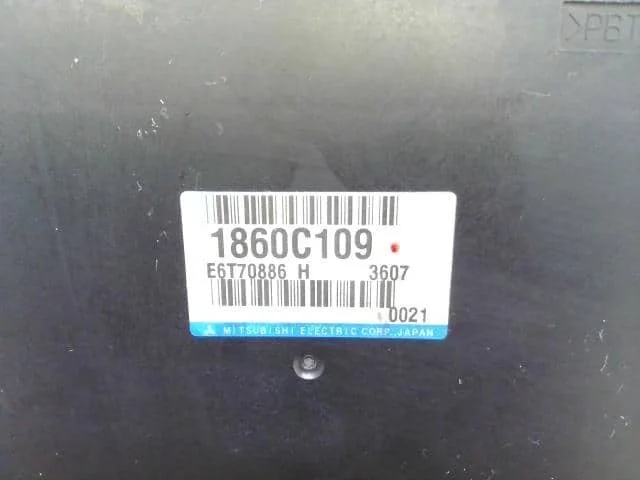 >PBT
1860C109
E6T70886 H 3607
0021
MITSUBISHI ELECTRIC CORP. JAPAN